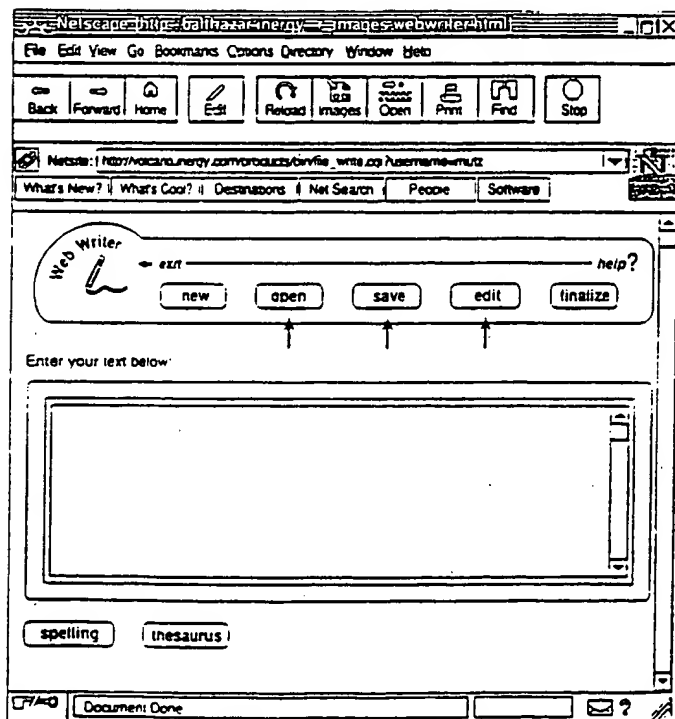 File Edit View Go Bookmarks Options Directory Window Help
Back Forward Home Edit Reload Images Open Print Find Stop
Netsite:
What's New? What's Cool? Destinations Net Search People Software
Web Writer
exit help?
new open save edit finalize
Enter your text below:
spelling thesaurus
Document Done
?